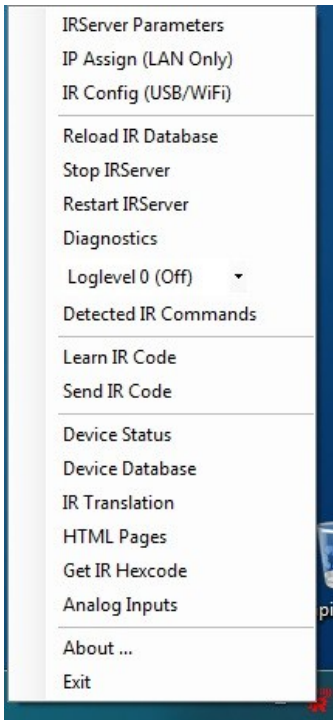 IRServer Parameters
IP Assign (LAN Only)
IR Config (USB/WiFi)
Reload IR Database
Stop IRServer
Restart IRServer
Diagnostics
Loglevel 0 (Off)
Detected IR Commands
Learn IR Code
Send IR Code
Device Status
Device Database
IR Translation
HTML Pages
Get IR Hexcode
Analog Inputs
About ...
Exit